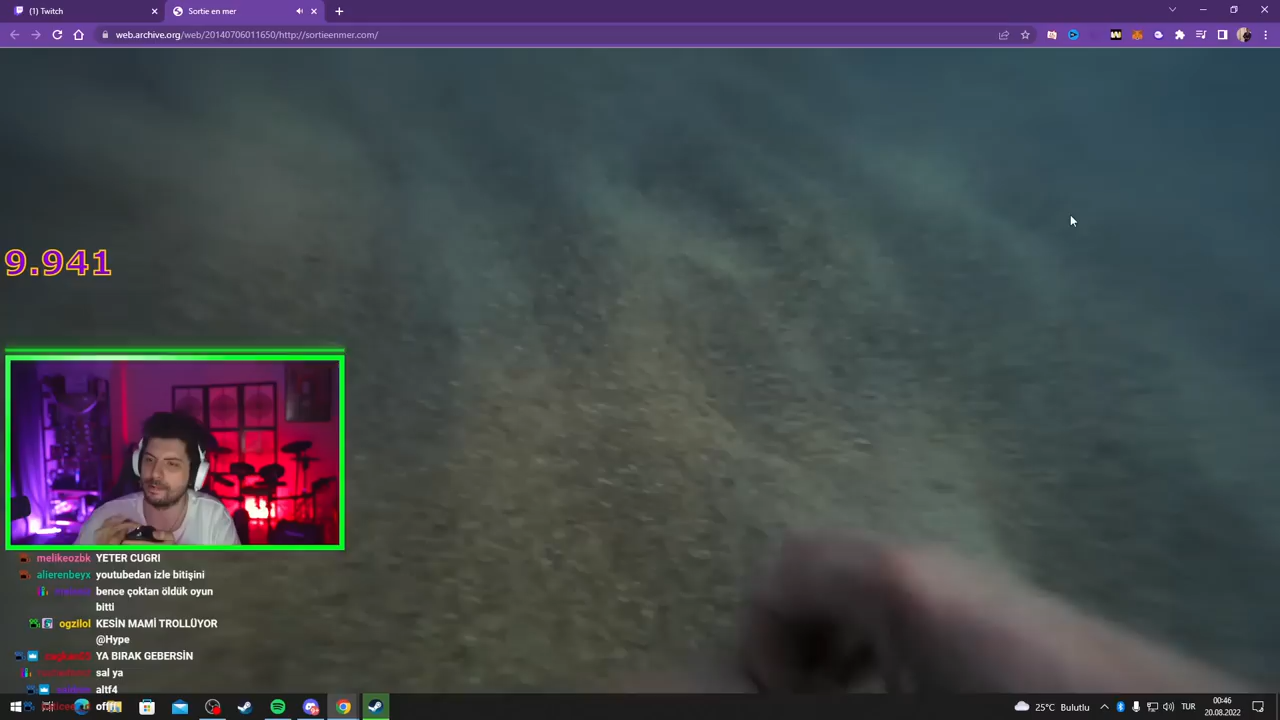 (1) Twitch
Sortie en mer
web.archive.org/web/20140706011650/http://sortieenmer.com/
9.941
melikeozbk YETER CUGRI
alierenbeyx youtubedan izle bitişini
bence çoktan öldük oyun
bitti
ogzilol KESİN MAMİ TROLLÜYOR
@Hype
YA BIRAK GEBERSİN
sal ya
altf4
25°C Bulutlu
TUR
00:46
20.08.2022